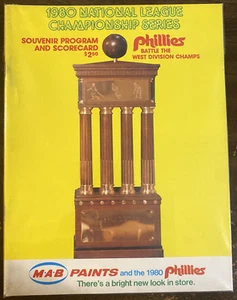 1980 NATIONAL LEAGUE
CHAMPIONSHIP SERIES
SOUVENIR PROGRAM
AND SCORECARD
$2.50
Phillies
BATTLE THE
WEST DIVISION CHAMPS
M·A·B PAINTS and the 1980 Phillies
There's a bright new look in store.